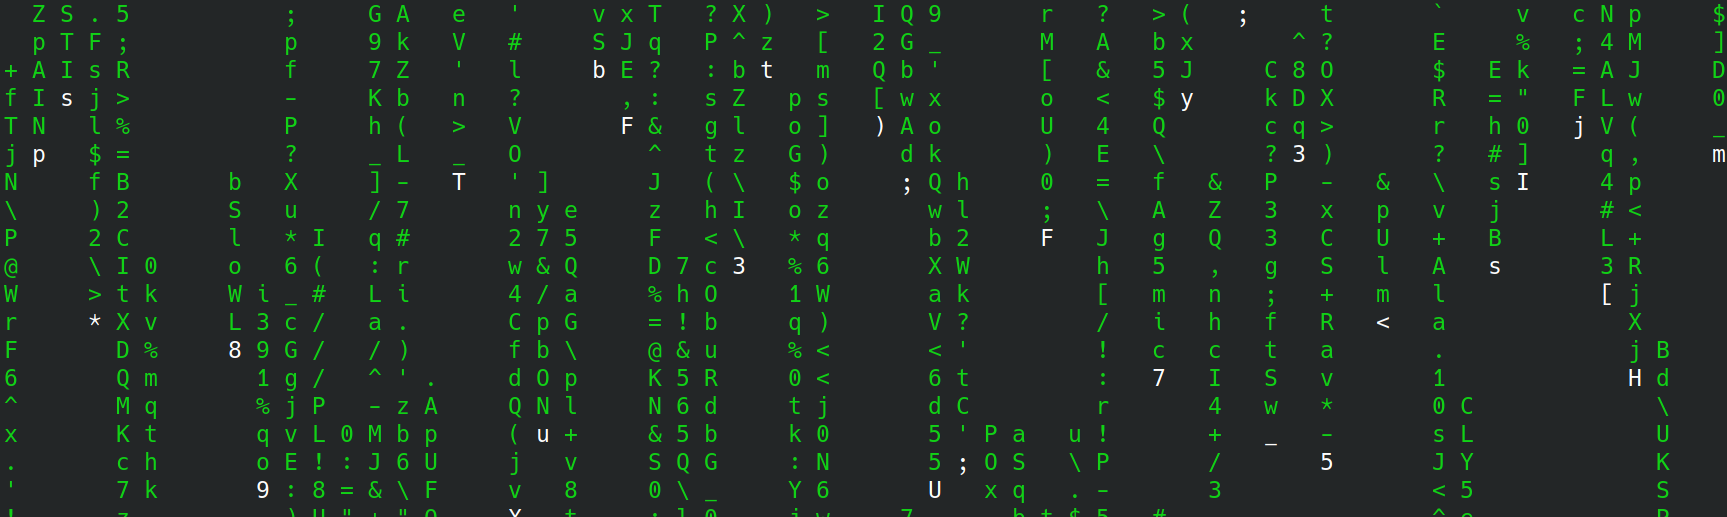 Z S . 5 ; G A e ' v x T ? X ) > I Q 9 r ? > ( ; t ` v c N p $
p T F ; p 9 k V # S J q P ^ z [ 2 G _ M A b x ^ ? E % ; 4 M ]
+ A I s R f 7 Z ' l b E ? : b t m Q b ' [ & 5 J C 8 O $ E k = A J D
f I s j > - K b n ? , : s Z p s [ w x o < $ y k D X R = " F L w 0
T N l % P h ( > V F & g l o ] ) A o U 4 Q c q > r h 0 j V ( _
j p $ = ? _ L _ O ^ t z G ) d k ) E \ ? 3 ) ? # ] q , m
N f B b X ] - T ' ] J ( \ $ o ; Q h 0 = f & P - & \ s I 4 p
\ ) 2 S u / 7 n y e z h I o z w l ; \ A Z 3 x p v j # <
P 2 C l * I q # 2 7 5 F < \ * q b 2 F J g Q 3 C U + B L +
@ \ I 0 o 6 ( : r w & Q D 7 c 3 % 6 X W h 5 , g S l A s 3 R
W > t k W i _ # L i 4 / a % h O 1 W a k [ m n ; + m l [ j
r * X v L 3 c / a . C p G = ! b q ) V ? / i h f R < a X
F D % 8 9 G / / ) f b \ @ & u % < < ' ! c c t a . j B
6 Q m 1 g / ^ ' . d O p K 5 R 0 < 6 t : 7 I S v 1 H d
^ M q % j P - z A Q N l N 6 d t j d C r 4 w * 0 C \
x K t q v L 0 M b p ( u + & 5 b k 0 5 ' P a u ! + _ - s L U
. c h o E ! : J 6 U j v S Q G : N 5 ; O S \ P / 5 J Y K
' 7 k 9 : 8 = & \ F v 8 0 \ _ Y 6 U x q . - 3 < 5 S